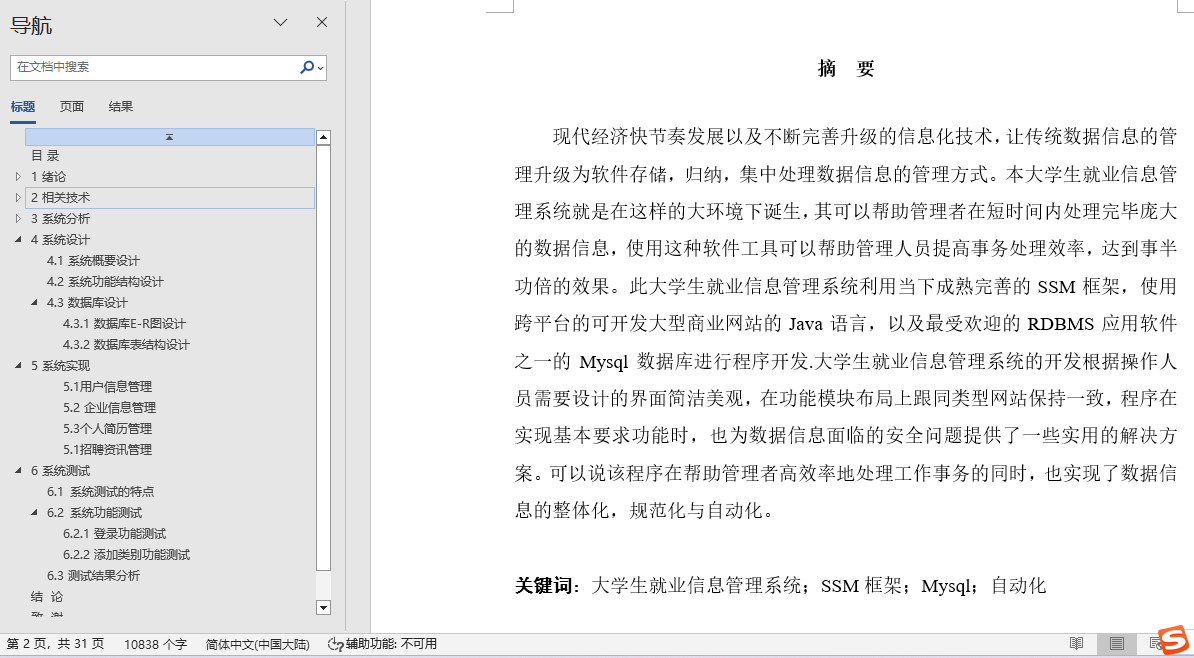 导航
在文档中搜索
标题 页面 结果
目 录
1 绪论
2 相关技术
3 系统分析
4 系统设计
4.1 系统概要设计
4.2 系统功能结构设计
4.3 数据库设计
4.3.1 数据库E-R图设计
4.3.2 数据库表结构设计
5 系统实现
5.1用户信息管理
5.2 企业信息管理
5.3个人简历管理
5.1招聘资讯管理
6 系统测试
6.1 系统测试的特点
6.2 系统功能测试
6.2.1 登录功能测试
6.2.2 添加类别功能测试
6.3 测试结果分析
结 论
致 谢
摘 要
现代经济快节奏发展以及不断完善升级的信息化技术，让传统数据信息的管
理升级为软件存储，归纳，集中处理数据信息的管理方式。本大学生就业信息管
理系统就是在这样的大环境下诞生，其可以帮助管理者在短时间内处理完毕庞大
的数据信息，使用这种软件工具可以帮助管理人员提高事务处理效率，达到事半
功倍的效果。此大学生就业信息管理系统利用当下成熟完善的 SSM 框架，使用
跨平台的可开发大型商业网站的 Java 语言，以及最受欢迎的 RDBMS 应用软件
之一的 Mysql 数据库进行程序开发.大学生就业信息管理系统的开发根据操作人
员需要设计的界面简洁美观，在功能模块布局上跟同类型网站保持一致，程序在
实现基本要求功能时，也为数据信息面临的安全问题提供了一些实用的解决方
案。可以说该程序在帮助管理者高效率地处理工作事务的同时，也实现了数据信
息的整体化，规范化与自动化。
关键词：大学生就业信息管理系统；SSM 框架；Mysql；自动化
第 2 页，共 31 页 10838 个字 简体中文(中国大陆) 辅助功能: 不可用